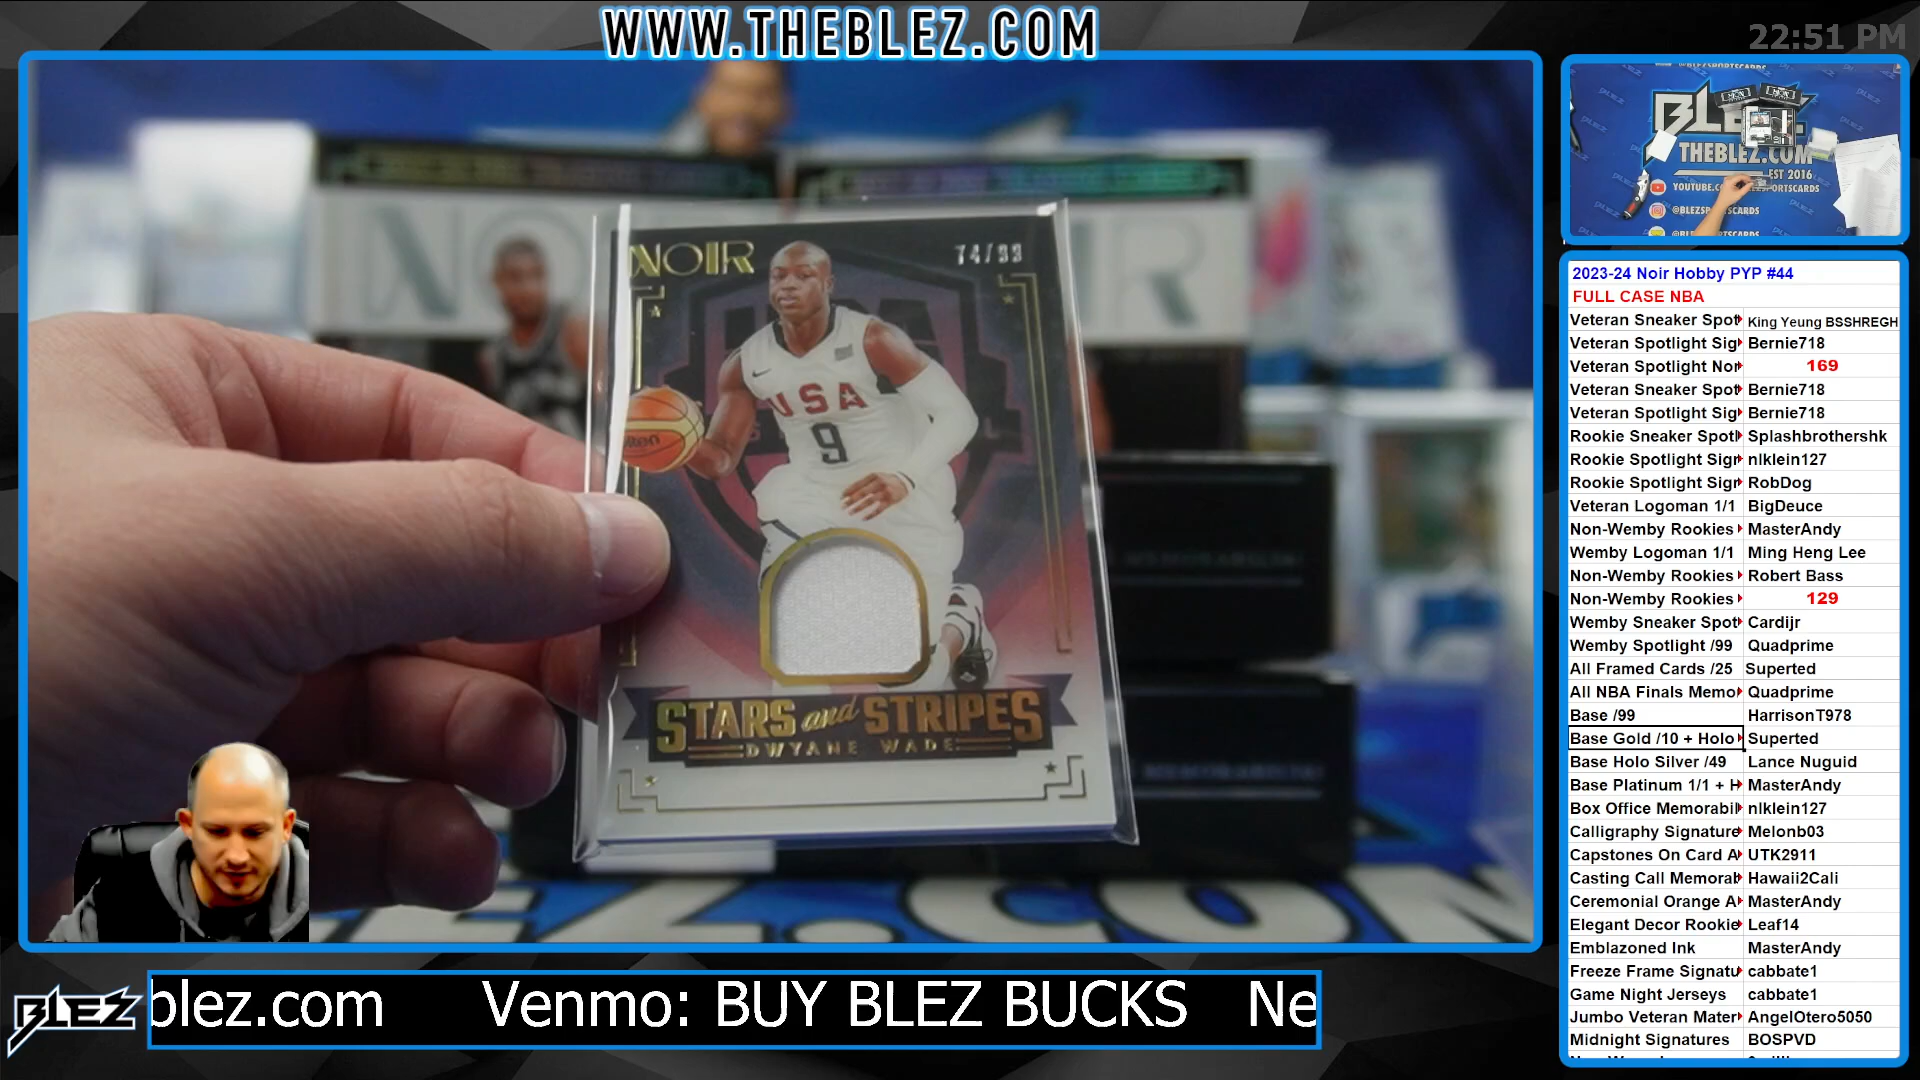 WWW.THEBLEZ.COM
22:51 PM
NOIR
74/99
USA
9
STARS and STRIPES
DWYANE WADE
BLEZ
THEBLEZ.COM
EST 2016
@BLEZSPORTSCARDS
2023-24 Noir Hobby PYP #44
FULL CASE NBA
Veteran Sneaker Spot King Yeung BSSHREGH
Veteran Spotlight Sig Bernie718
Veteran Spotlight Nor 169
Veteran Sneaker Spot Bernie718
Veteran Spotlight Sig Bernie718
Rookie Sneaker Spotl Splashbrothershk
Rookie Spotlight Sigr nlklein127
Rookie Spotlight Sigr RobDog
Veteran Logoman 1/1 BigDeuce
Non-Wemby Rookies MasterAndy
Wemby Logoman 1/1 Ming Heng Lee
Non-Wemby Rookies Robert Bass
Non-Wemby Rookies 129
Wemby Sneaker Spot Cardijr
Wemby Spotlight /99 Quadprime
All Framed Cards /25 Superted
All NBA Finals Memo Quadprime
Base /99 HarrisonT978
Base Gold /10 + Holo Superted
Base Holo Silver /49 Lance Nuguid
Base Platinum 1/1 + H MasterAndy
Box Office Memorabil nlklein127
Calligraphy Signature Melonb03
Capstones On Card A UTK2911
Casting Call Memorab Hawaii2Cali
Ceremonial Orange A MasterAndy
Elegant Decor Rookie Leaf14
Emblazoned Ink MasterAndy
Freeze Frame Signatu cabbate1
Game Night Jerseys cabbate1
Jumbo Veteran Mater AngelOtero5050
Midnight Signatures BOSPVD
BLEZ
blez.com Venmo: BUY BLEZ BUCKS Ne